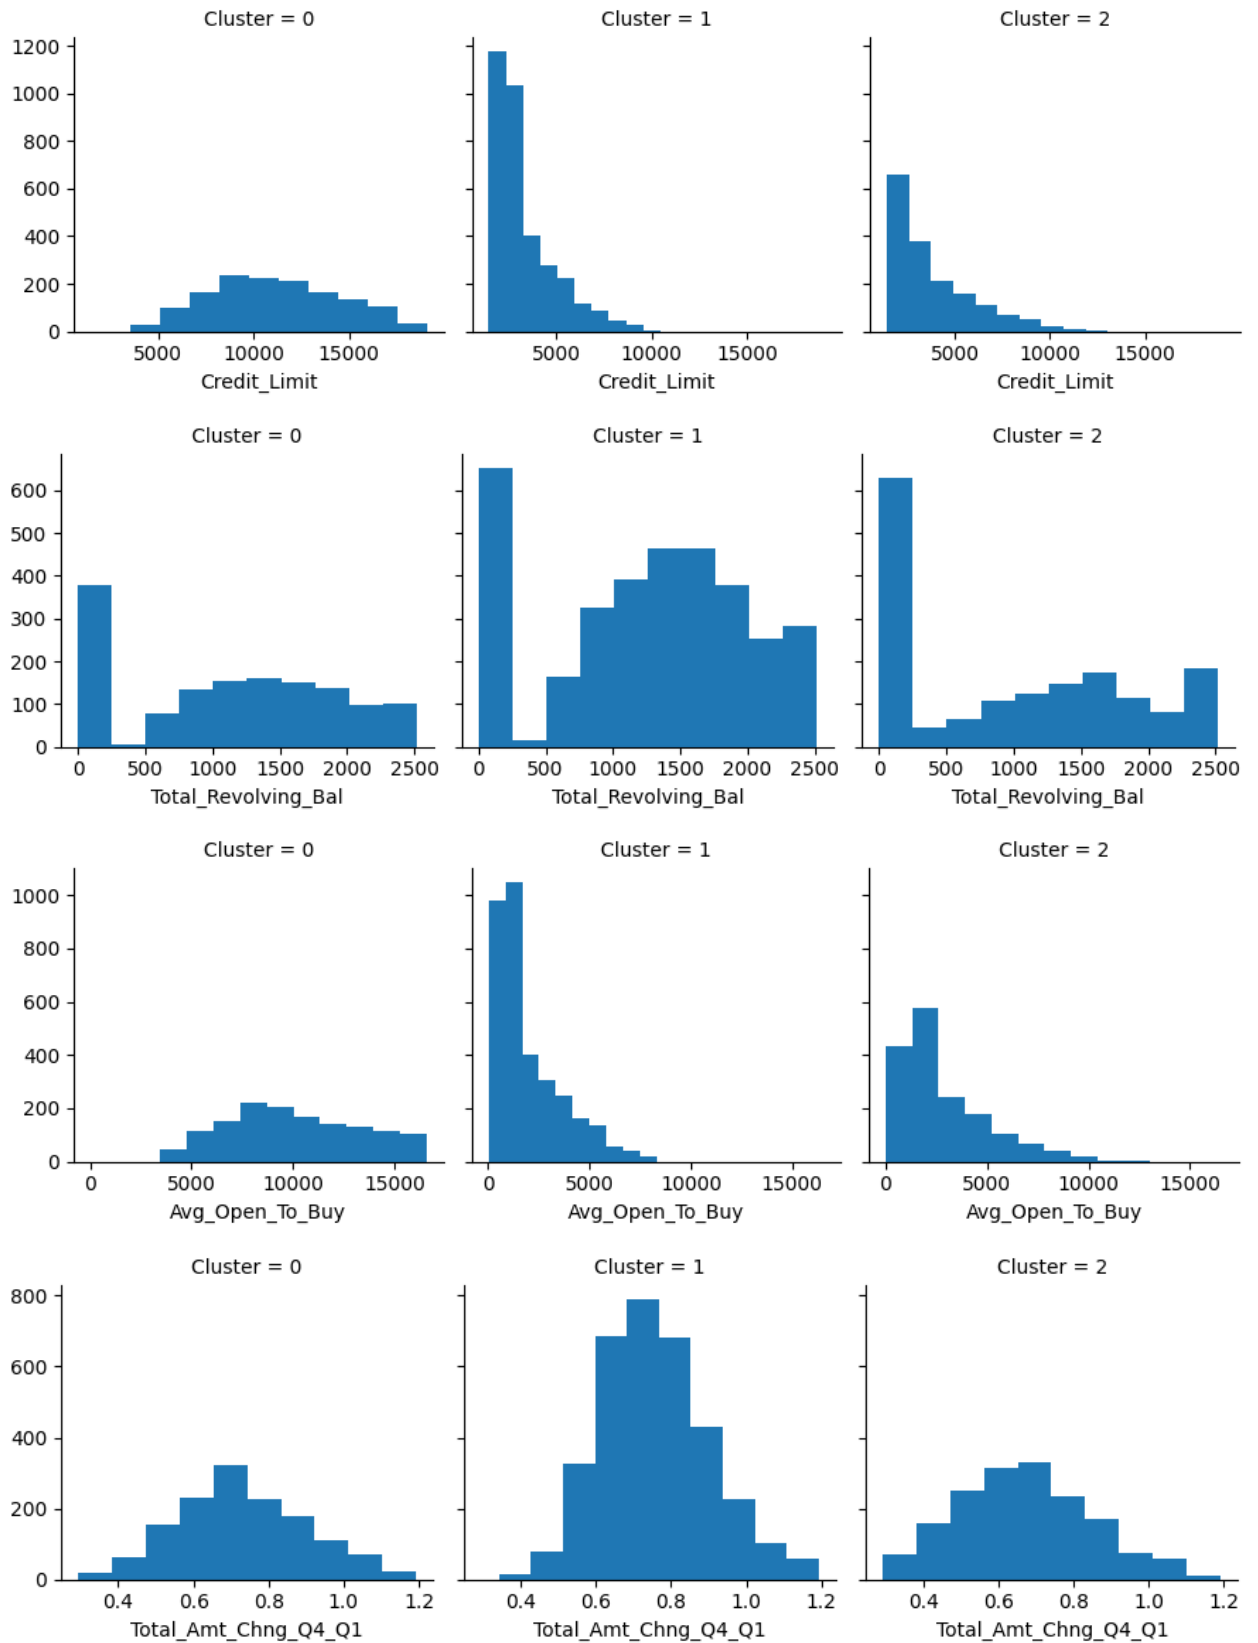 Cluster = 0 Cluster = 1 Cluster = 2
1200
1000
800
600
400
200
0
5000 10000 15000 5000 10000 15000 5000 10000 15000
Credit_Limit Credit_Limit Credit_Limit
Cluster = 0 Cluster = 1 Cluster = 2
600
500
400
300
200
100
0
0 500 1000 1500 2000 2500 0 500 1000 1500 2000 2500 0 500 1000 1500 2000 2500
Total_Revolving_Bal Total_Revolving_Bal Total_Revolving_Bal
Cluster = 0 Cluster = 1 Cluster = 2
1000
800
600
400
200
0
0 5000 10000 15000 0 5000 10000 15000 0 5000 10000 15000
Avg_Open_To_Buy Avg_Open_To_Buy Avg_Open_To_Buy
Cluster = 0 Cluster = 1 Cluster = 2
800
600
400
200
0
0.4 0.6 0.8 1.0 1.2 0.4 0.6 0.8 1.0 1.2 0.4 0.6 0.8 1.0 1.2
Total_Amt_Chng_Q4_Q1 Total_Amt_Chng_Q4_Q1 Total_Amt_Chng_Q4_Q1